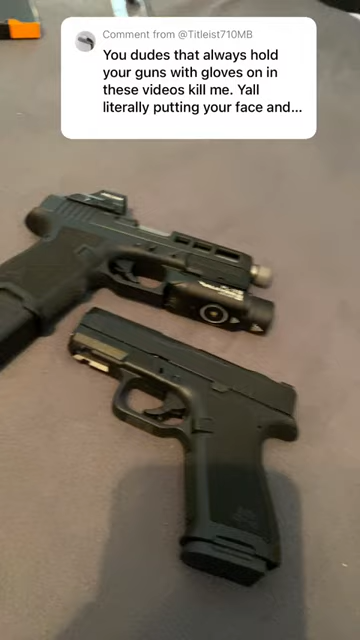 Comment from @Titleist710MB
You dudes that always hold
your guns with gloves on in
these videos kill me. Yall
literally putting your face and...